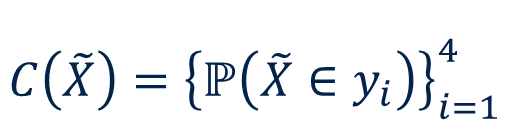 C(X̃) = {ℙ(X̃ ∈ yᵢ)}⁴ᵢ₌₁